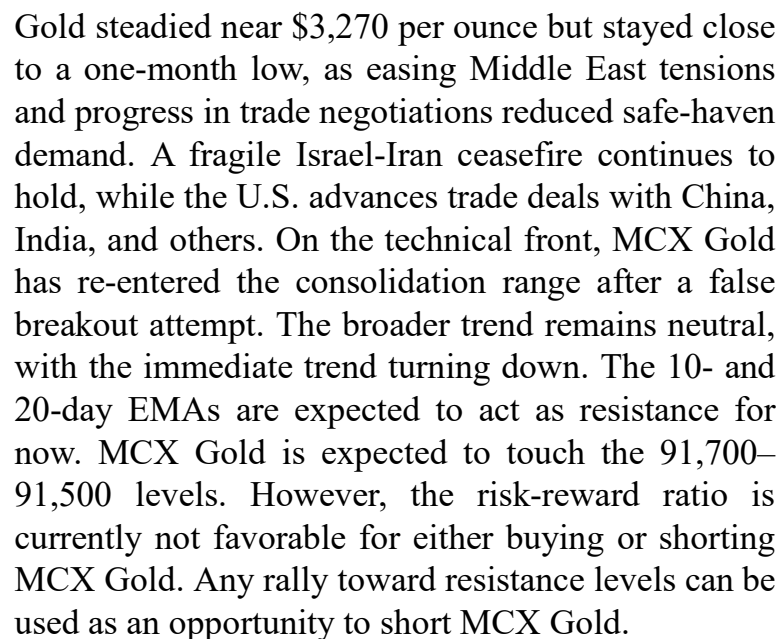 Gold steadied near $3,270 per ounce but stayed close
to a one-month low, as easing Middle East tensions
and progress in trade negotiations reduced safe-haven
demand. A fragile Israel-Iran ceasefire continues to
hold, while the U.S. advances trade deals with China,
India, and others. On the technical front, MCX Gold
has re-entered the consolidation range after a false
breakout attempt. The broader trend remains neutral,
with the immediate trend turning down. The 10- and
20-day EMAs are expected to act as resistance for
now. MCX Gold is expected to touch the 91,700–
91,500 levels. However, the risk-reward ratio is
currently not favorable for either buying or shorting
MCX Gold. Any rally toward resistance levels can be
used as an opportunity to short MCX Gold.